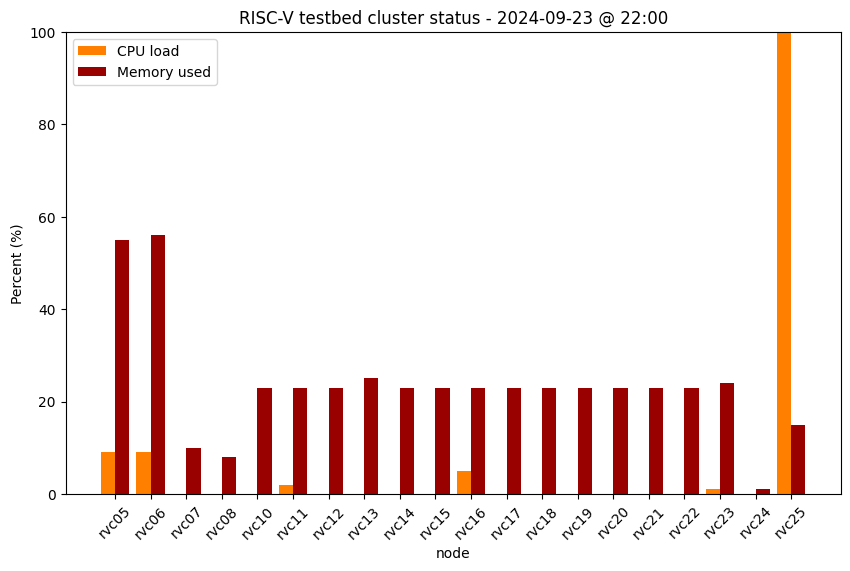 RISC-V testbed cluster status - 2024-09-23 @ 22:00
CPU load
Memory used
Percent (%)
100
80
60
40
20
0
rvc05
rvc06
rvc07
rvc08
rvc10
rvc11
rvc12
rvc13
rvc14
rvc15
rvc16
rvc17
rvc18
rvc19
rvc20
rvc21
rvc22
rvc23
rvc24
rvc25
node